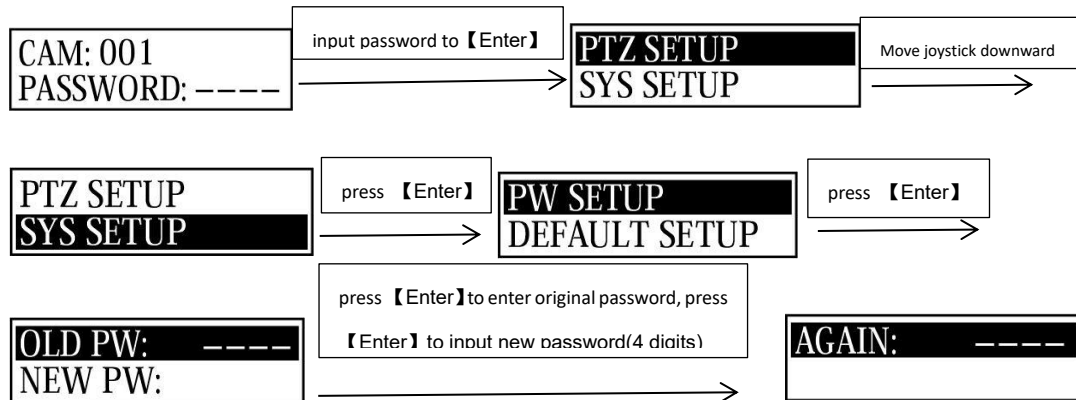 CAM: 001
PASSWORD: ----
input password to【Enter】
PTZ SETUP
SYS SETUP
Move joystick downward
PTZ SETUP
SYS SETUP
press 【Enter】
PW SETUP
DEFAULT SETUP
press 【Enter】
OLD PW: ----
NEW PW:
press 【Enter】to enter original password, press
【Enter】 to input new password(4 digits)
AGAIN: ----